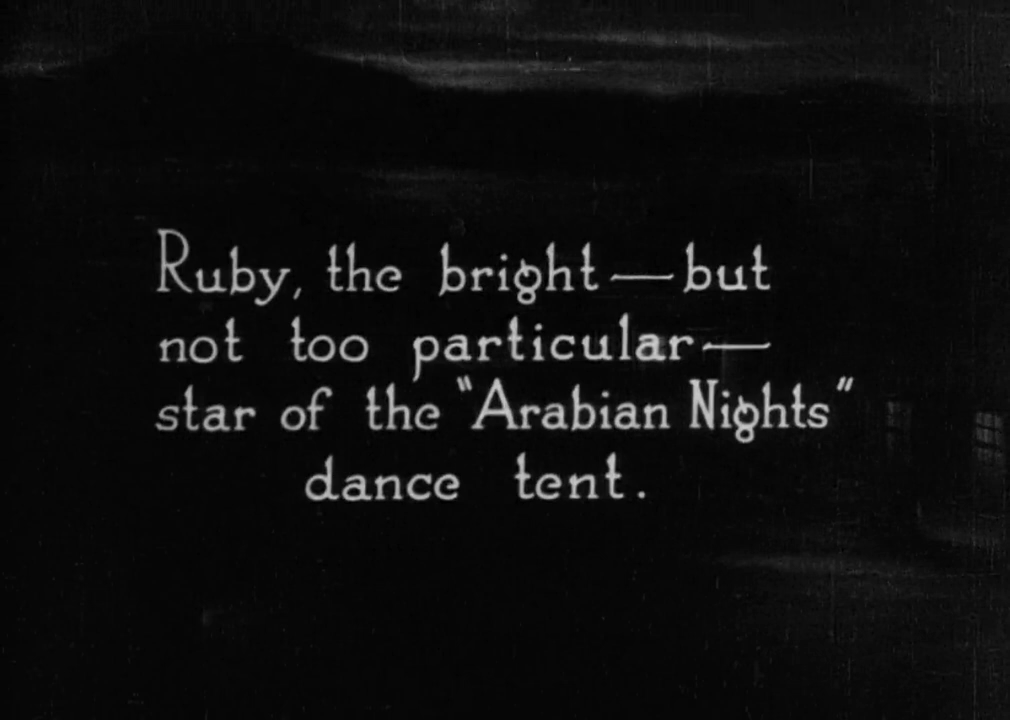 Ruby, the bright — but
not too particular —
star of the "Arabian Nights"
dance tent.